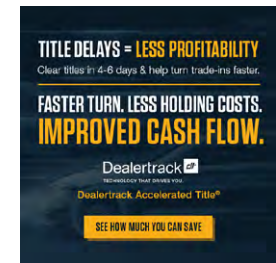 TITLE DELAYS = LESS PROFITABILITY
Clear titles in 4-6 days & help turn trade-ins faster.
FASTER TURN. LESS HOLDING COSTS.
IMPROVED CASH FLOW.
Dealertrack dt
TECHNOLOGY THAT DRIVES YOU.
Dealertrack Accelerated Title®
SEE HOW MUCH YOU CAN SAVE